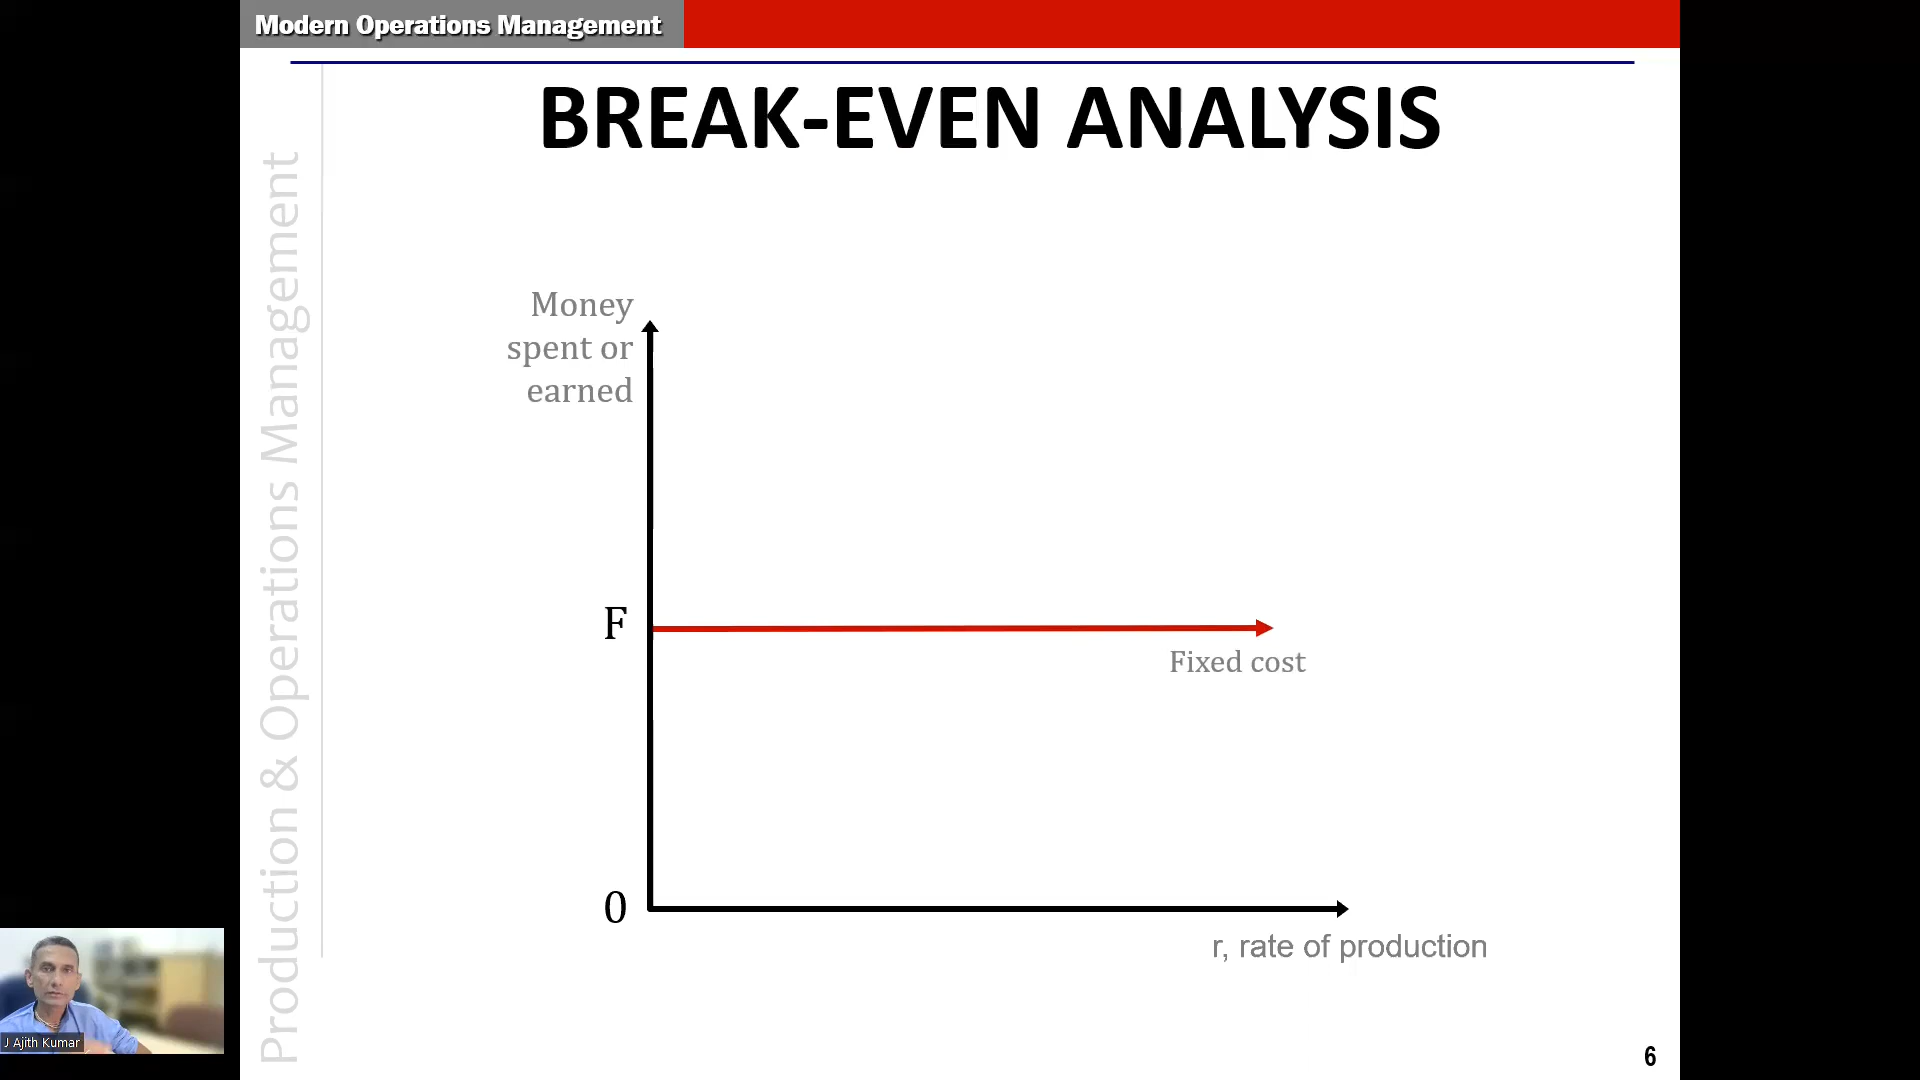 Modern Operations Management
BREAK-EVEN ANALYSIS
Production & Operations Management
Money
spent or
earned
F
Fixed cost
0
r, rate of production
J Ajith Kumar
6